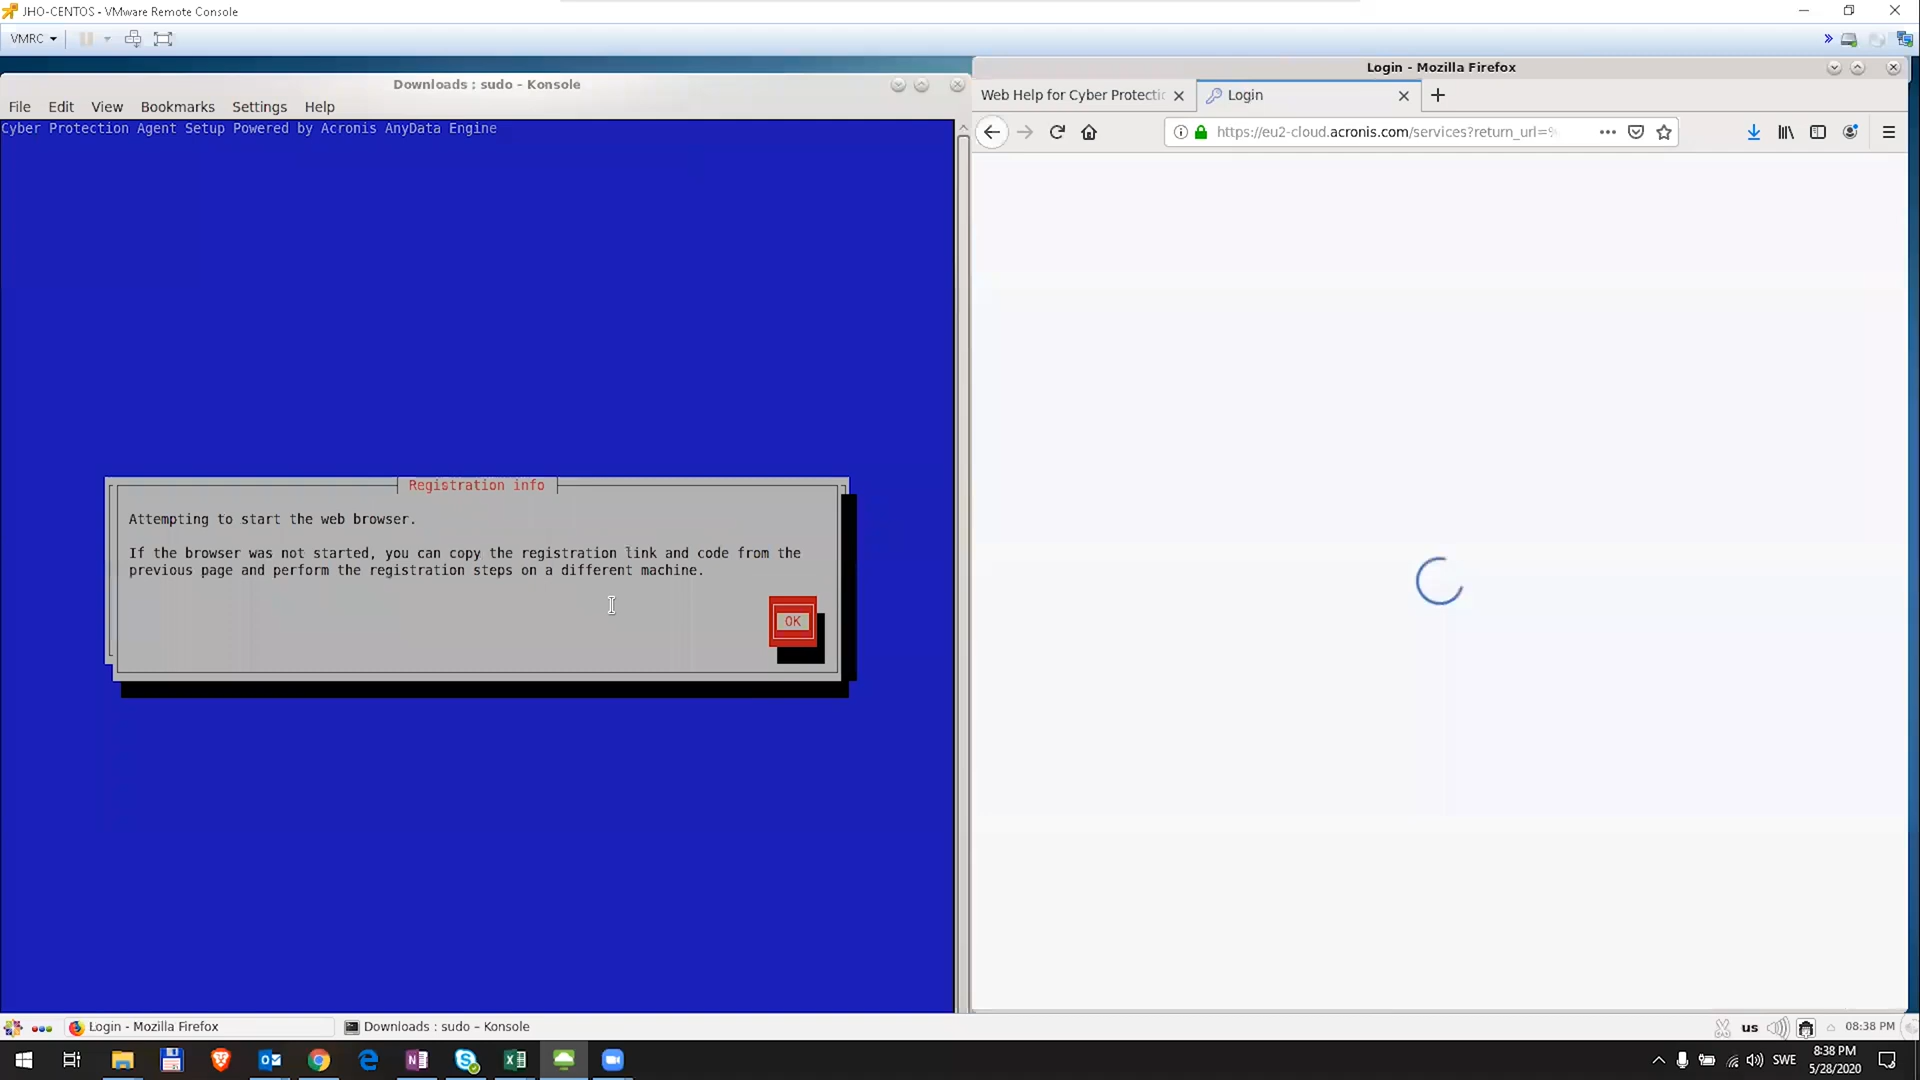 JHO-CENTOS - VMware Remote Console
VMRC
Downloads : sudo - Konsole
File Edit View Bookmarks Settings Help
Cyber Protection Agent Setup Powered by Acronis AnyData Engine
Registration info
Attempting to start the web browser.
If the browser was not started, you can copy the registration link and code from the
previous page and perform the registration steps on a different machine.
OK
Login - Mozilla Firefox
Web Help for Cyber Protectic
Login
https://eu2-cloud.acronis.com/services?return_url=%
Login - Mozilla Firefox
Downloads : sudo – Konsole
us
08:38 PM
SWE
8:38 PM
5/28/2020